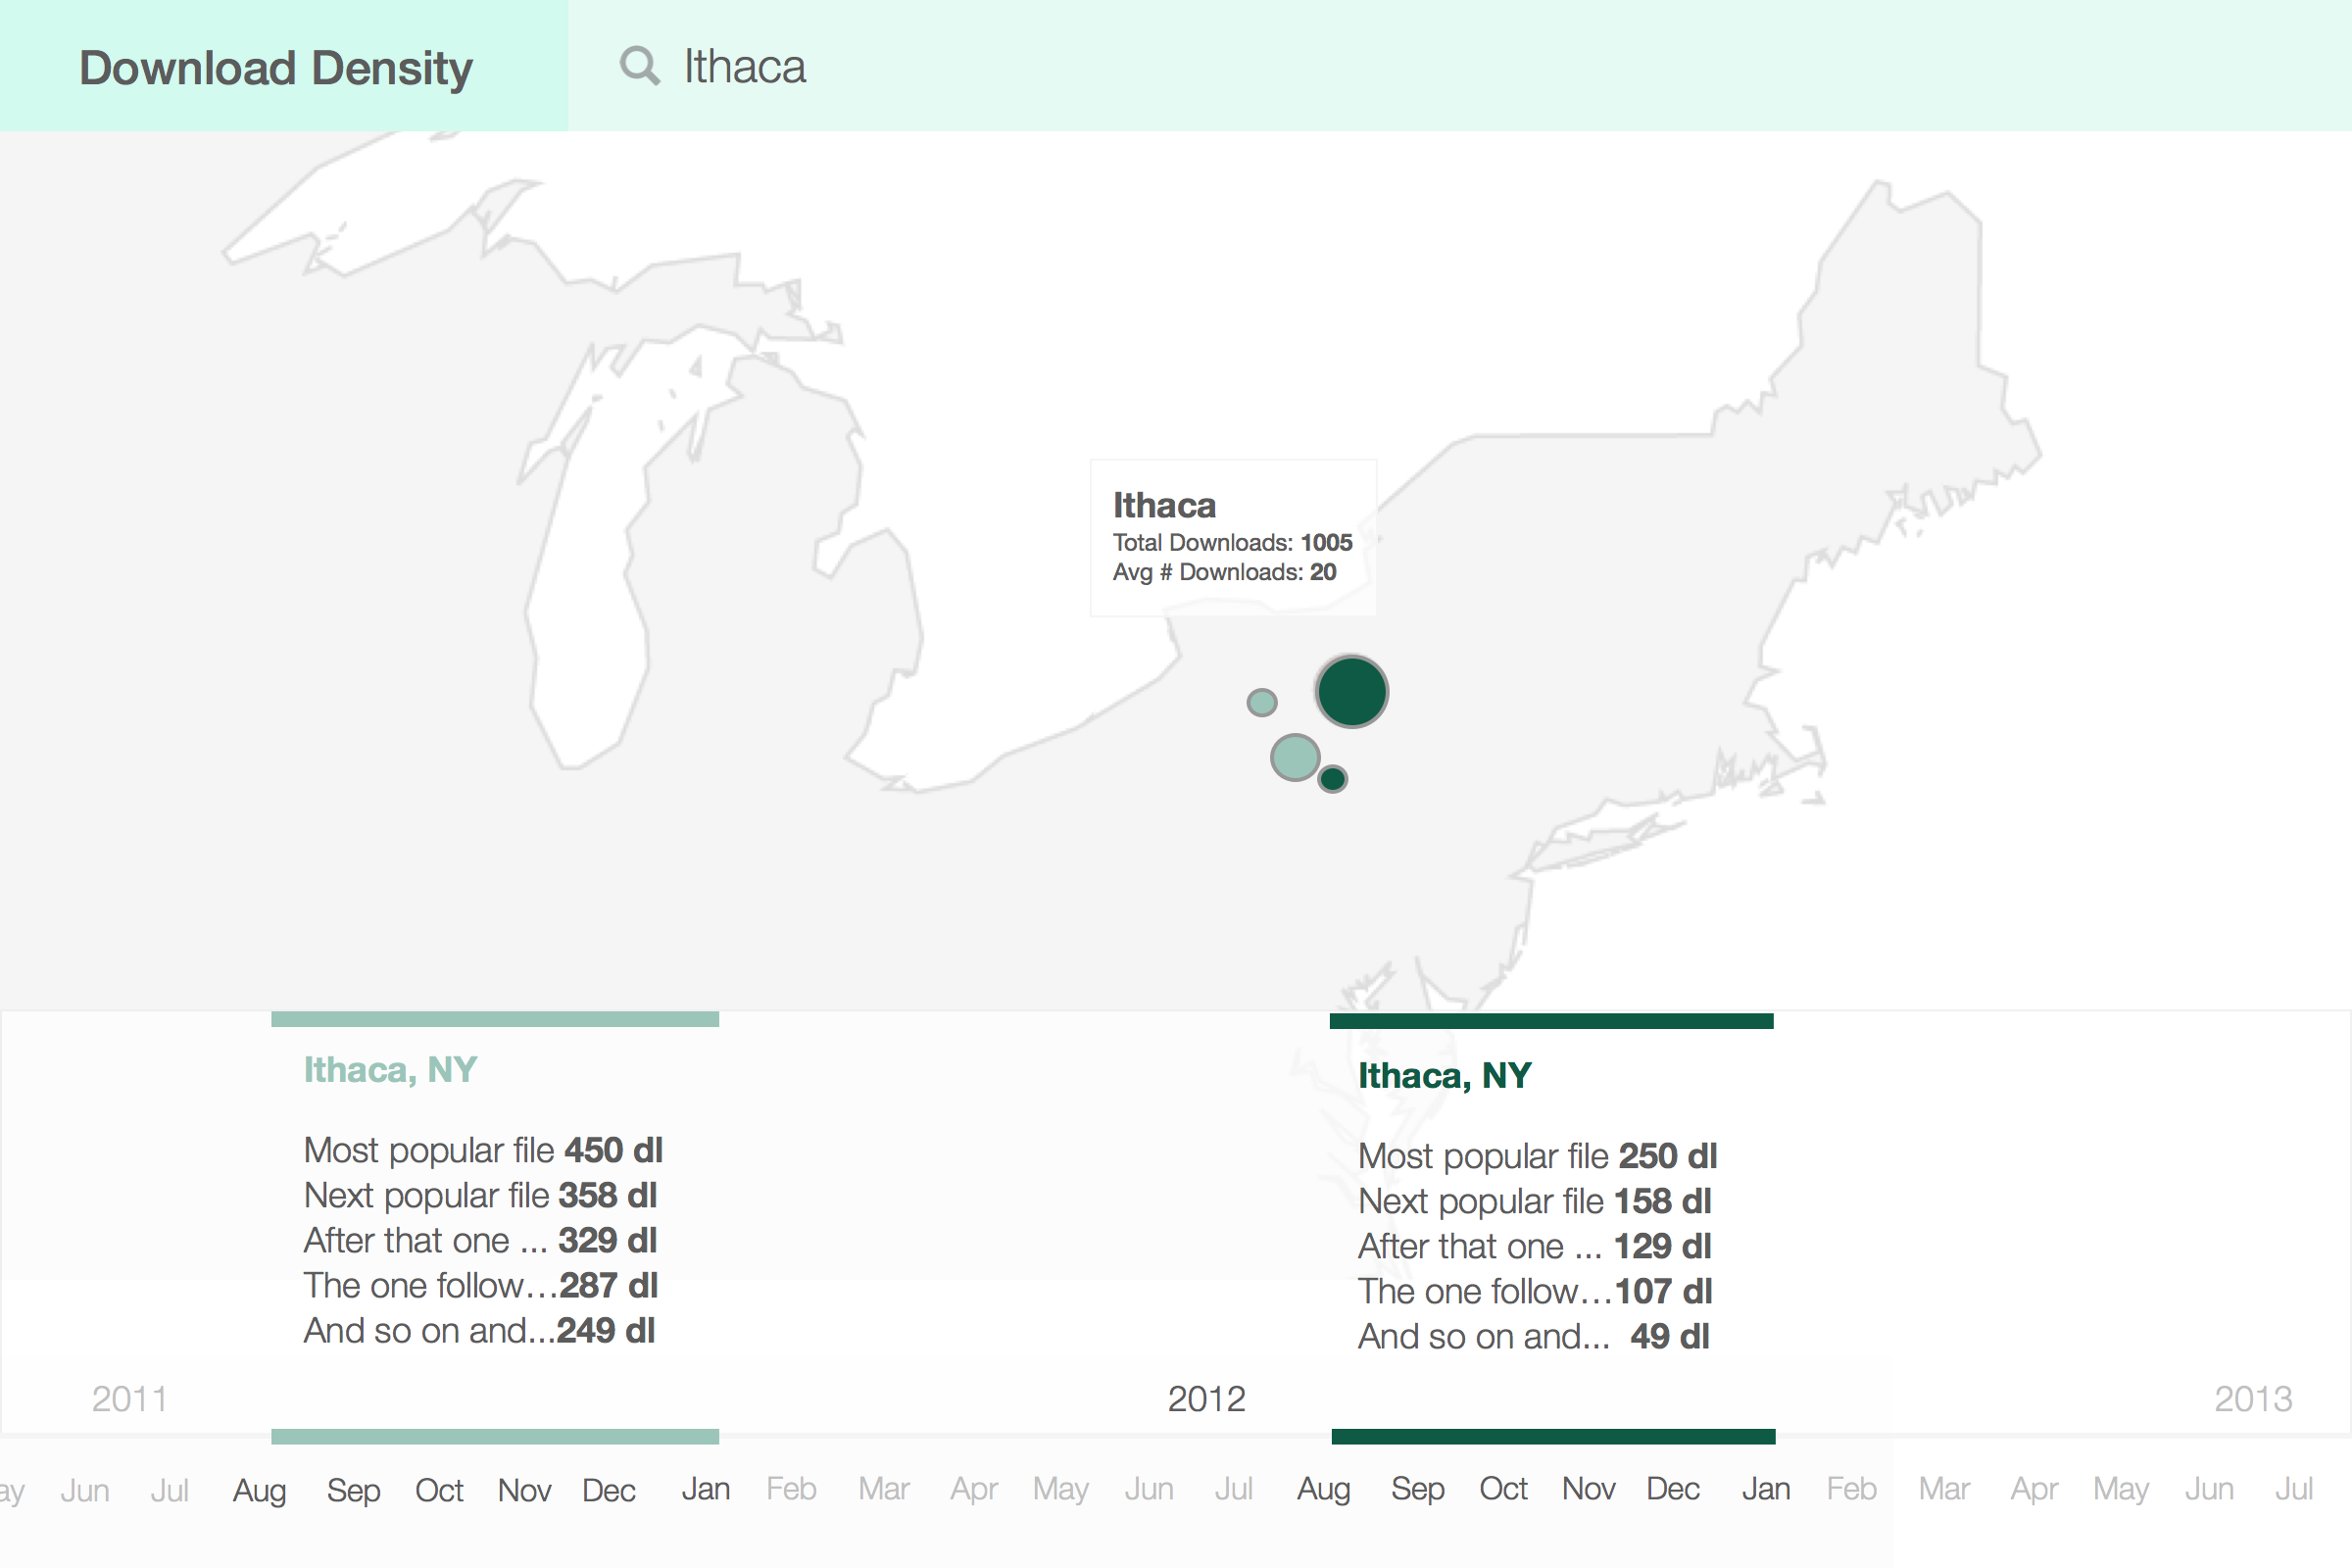 Download Density
Ithaca
Ithaca
Total Downloads: 1005
Avg # Downloads: 20
Ithaca, NY
Most popular file 450 dl
Next popular file 358 dl
After that one ... 329 dl
The one follow...287 dl
And so on and...249 dl
Ithaca, NY
Most popular file 250 dl
Next popular file 158 dl
After that one ... 129 dl
The one follow...107 dl
And so on and... 49 dl
2011 2012 2013
ay Jun Jul Aug Sep Oct Nov Dec Jan Feb Mar Apr May Jun Jul Aug Sep Oct Nov Dec Jan Feb Mar Apr May Jun Jul